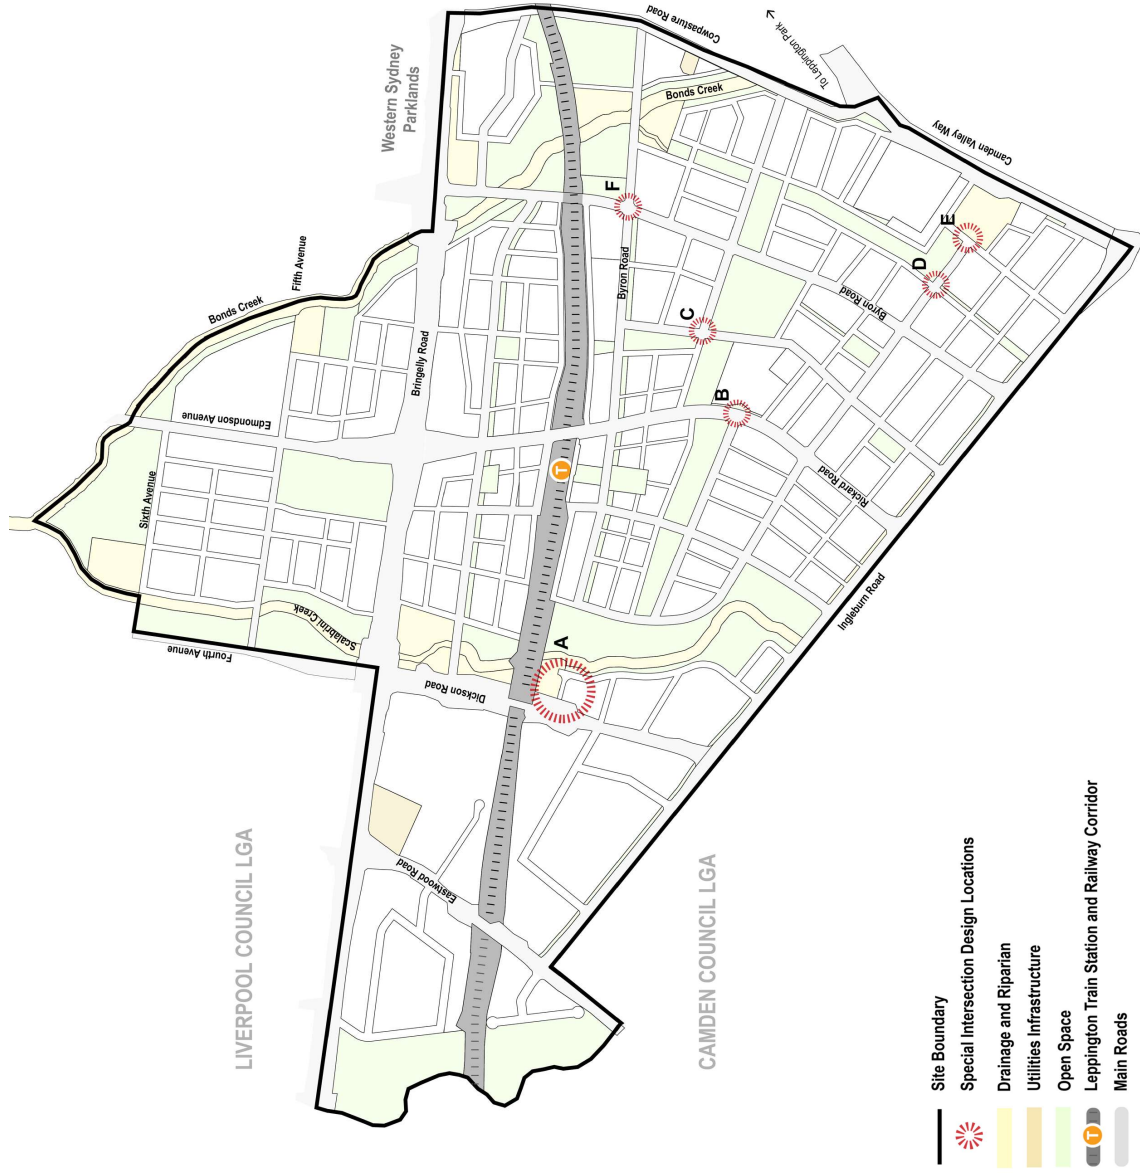 Western Sydney
Parklands
Cowpasture Road
To Leppington Park
Bonds Creek
Camden Valley Way
Fifth Avenue
Bonds Creek
Edmondson Avenue
Bringelly Road
Sixth Avenue
Scalabrini Creek
Fourth Avenue
Dickson Road
Eastwood Road
Byron Road
Byron Road
Rickard Road
Ingleburn Road
F
E
D
C
B
T
A
LIVERPOOL COUNCIL LGA
CAMDEN COUNCIL LGA
Site Boundary
Special Intersection Design Locations
Drainage and Riparian
Utilities Infrastructure
Open Space
T
Leppington Train Station and Railway Corridor
Main Roads